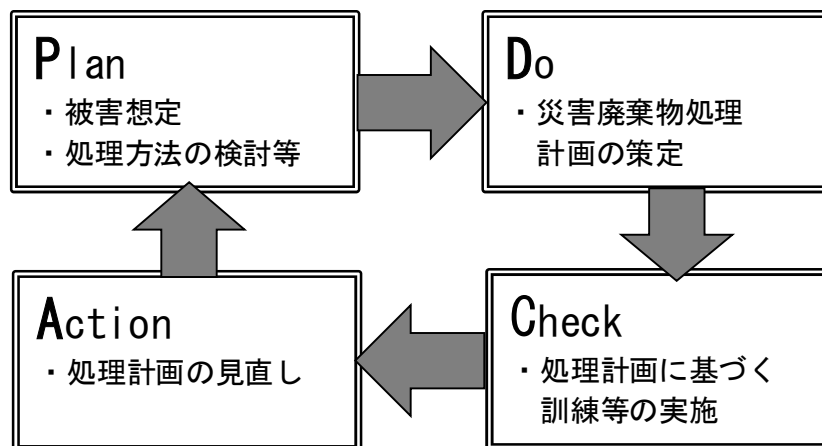 Plan
・被害想定
・処理方法の検討等
Do
・災害廃棄物処理
計画の策定
Action
・処理計画の見直し
Check
・処理計画に基づく
訓練等の実施